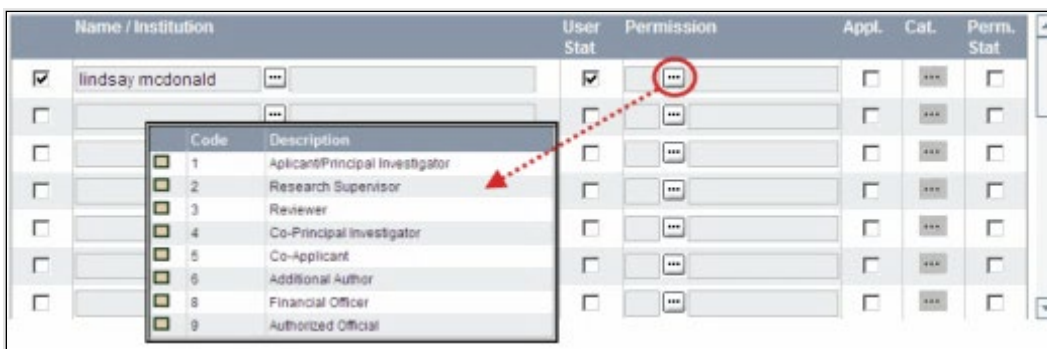 Name / Institution User Stat Permission Appl. Cat. Perm. Stat
lindsay mcdonald
Code Description
1 Aplicant/Principal Investigator
2 Research Supervisor
3 Reviewer
4 Co-Principal Investigator
5 Co-Applicant
6 Additional Author
8 Financial Officer
9 Authorized Official